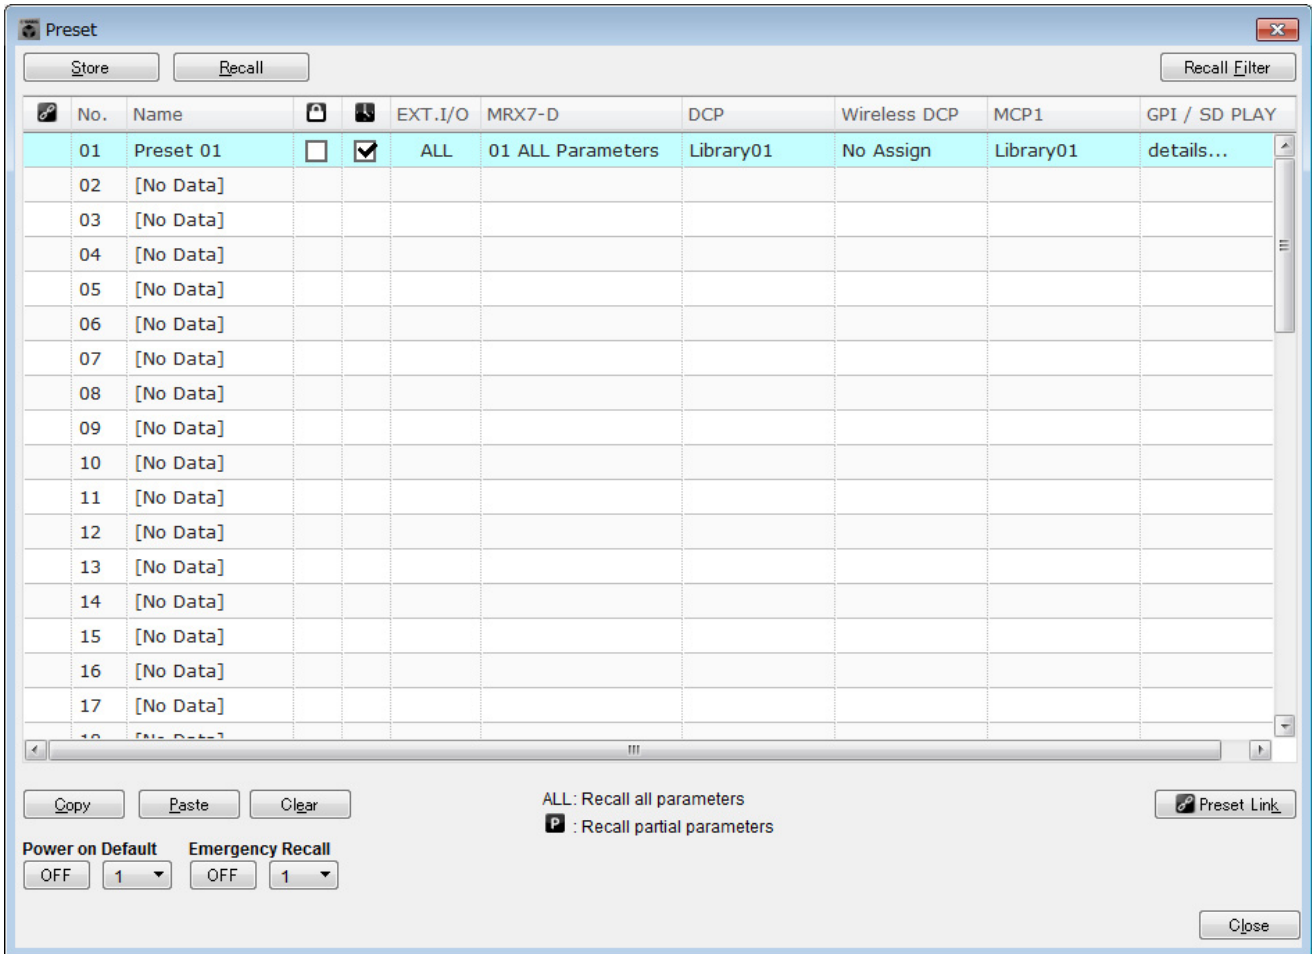 Preset
Store Recall Recall Filter
No. Name EXT.I/O MRX7-D DCP Wireless DCP MCP1 GPI / SD PLAY
01 Preset 01 ALL 01 ALL Parameters Library01 No Assign Library01 details...
02 [No Data]
03 [No Data]
04 [No Data]
05 [No Data]
06 [No Data]
07 [No Data]
08 [No Data]
09 [No Data]
10 [No Data]
11 [No Data]
12 [No Data]
13 [No Data]
14 [No Data]
15 [No Data]
16 [No Data]
17 [No Data]
18 [No Data]
Copy Paste Clear ALL: Recall all parameters Preset Link
P : Recall partial parameters
Power on Default Emergency Recall
OFF 1 OFF 1
Close